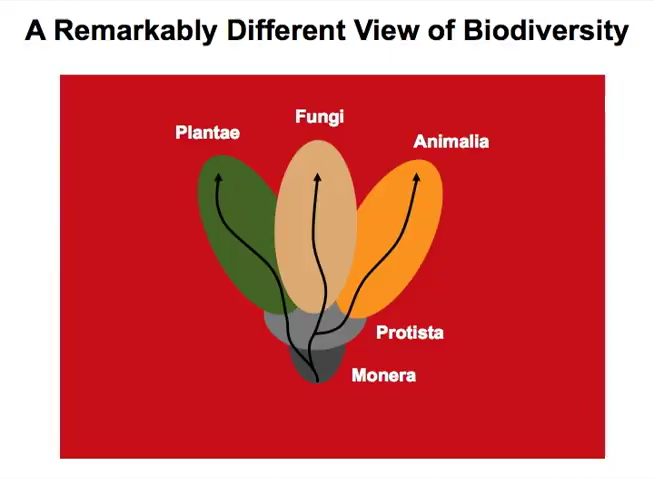 A Remarkably Different View of Biodiversity
Fungi
Plantae
Animalia
Protista
Monera